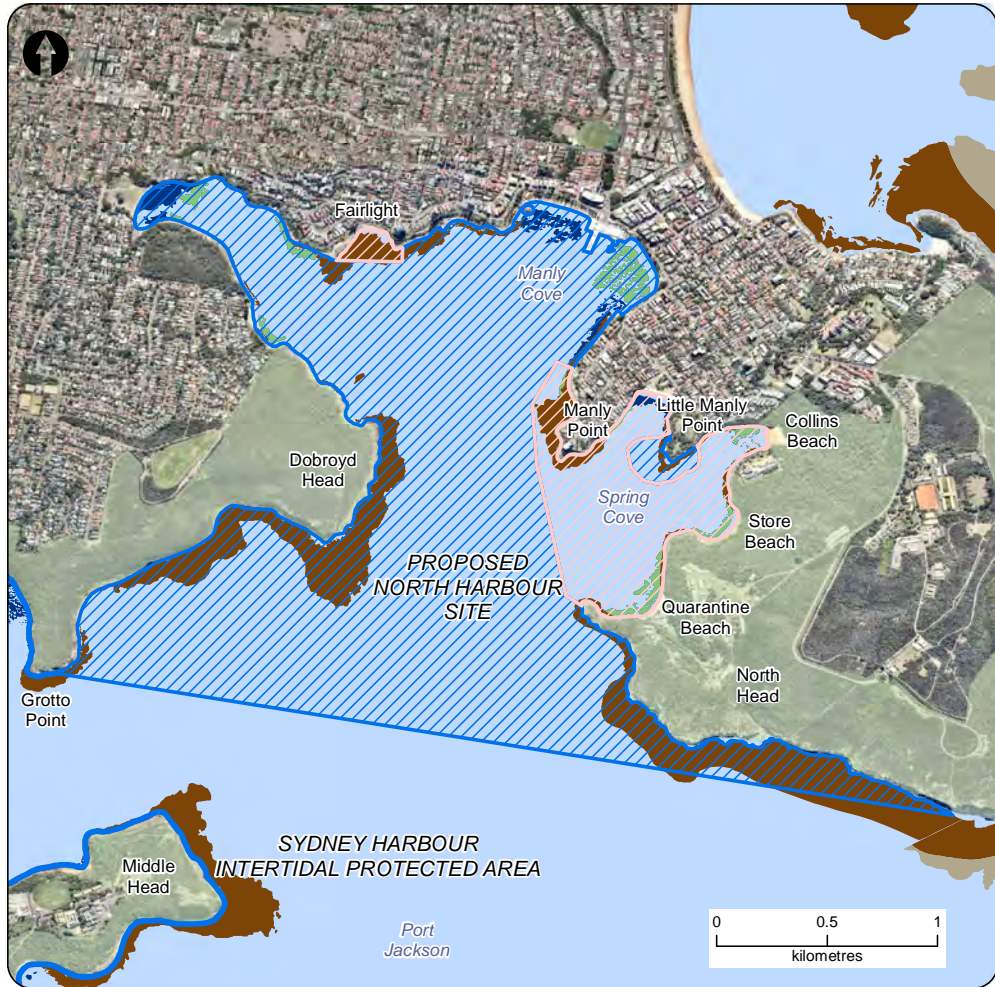 Fairlight
Manly
Cove
Manly
Point
Little Manly
Point
Collins
Beach
Dobroyd
Head
Spring
Cove
Store
Beach
PROPOSED
NORTH HARBOUR
SITE
Quarantine
Beach
North
Head
Grotto
Point
SYDNEY HARBOUR
INTERTIDAL PROTECTED AREA
Middle
Head
Port
Jackson
0 0.5 1
kilometres